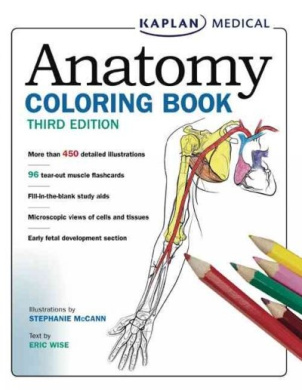 KAPLAN MEDICAL
Anatomy
COLORING BOOK
THIRD EDITION
More than 450 detailed illustrations
96 tear-out muscle flashcards
Fill-in-the-blank study aids
Microscopic views of cells and tissues
Early fetal development section
Illustrations by
STEPHANIE McCANN
Text by
ERIC WISE